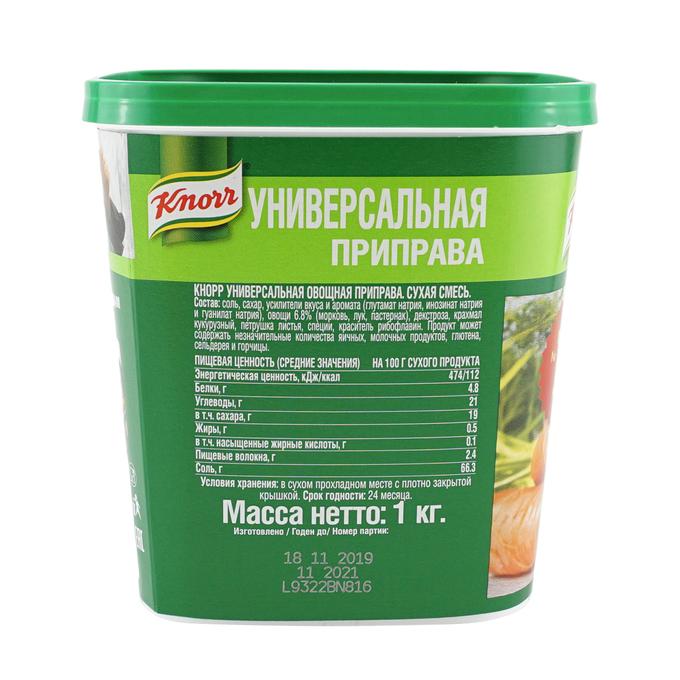 Knorr
УНИВЕРСАЛЬНАЯ
ПРИПРАВА
КНОРР УНИВЕРСАЛЬНАЯ ОВОЩНАЯ ПРИПРАВА. СУХАЯ СМЕСЬ.
Состав: соль, сахар, усилители вкуса и аромата (глутамат натрия, инозинат натрия
и гуанилат натрия), овощи 6.8% (морковь, лук, пастернак), декстроза, крахмал
кукурузный, петрушка листья, специи, краситель рибофлавин. Продукт может
содержать незначительные количества яичных, молочных продуктов, глютена,
сельдерея и горчицы.
ПИЩЕВАЯ ЦЕННОСТЬ (СРЕДНИЕ ЗНАЧЕНИЯ) НА 100 Г СУХОГО ПРОДУКТА
Энергетическая ценность, кДж/ккал 474/112
Белки, г 4.8
Углеводы, г 21
в т.ч. сахара, г 19
Жиры, г 0.5
в т.ч. насыщенные жирные кислоты, г 0.1
Пищевые волокна, г 2.4
Соль, г 66.3
Условия хранения: в сухом прохладном месте с плотно закрытой
крышкой. Срок годности: 24 месяца.
Масса нетто: 1 кг.
Изготовлено / Годен до/ Номер партии:
18 11 2019
11 2021
L9322BN816